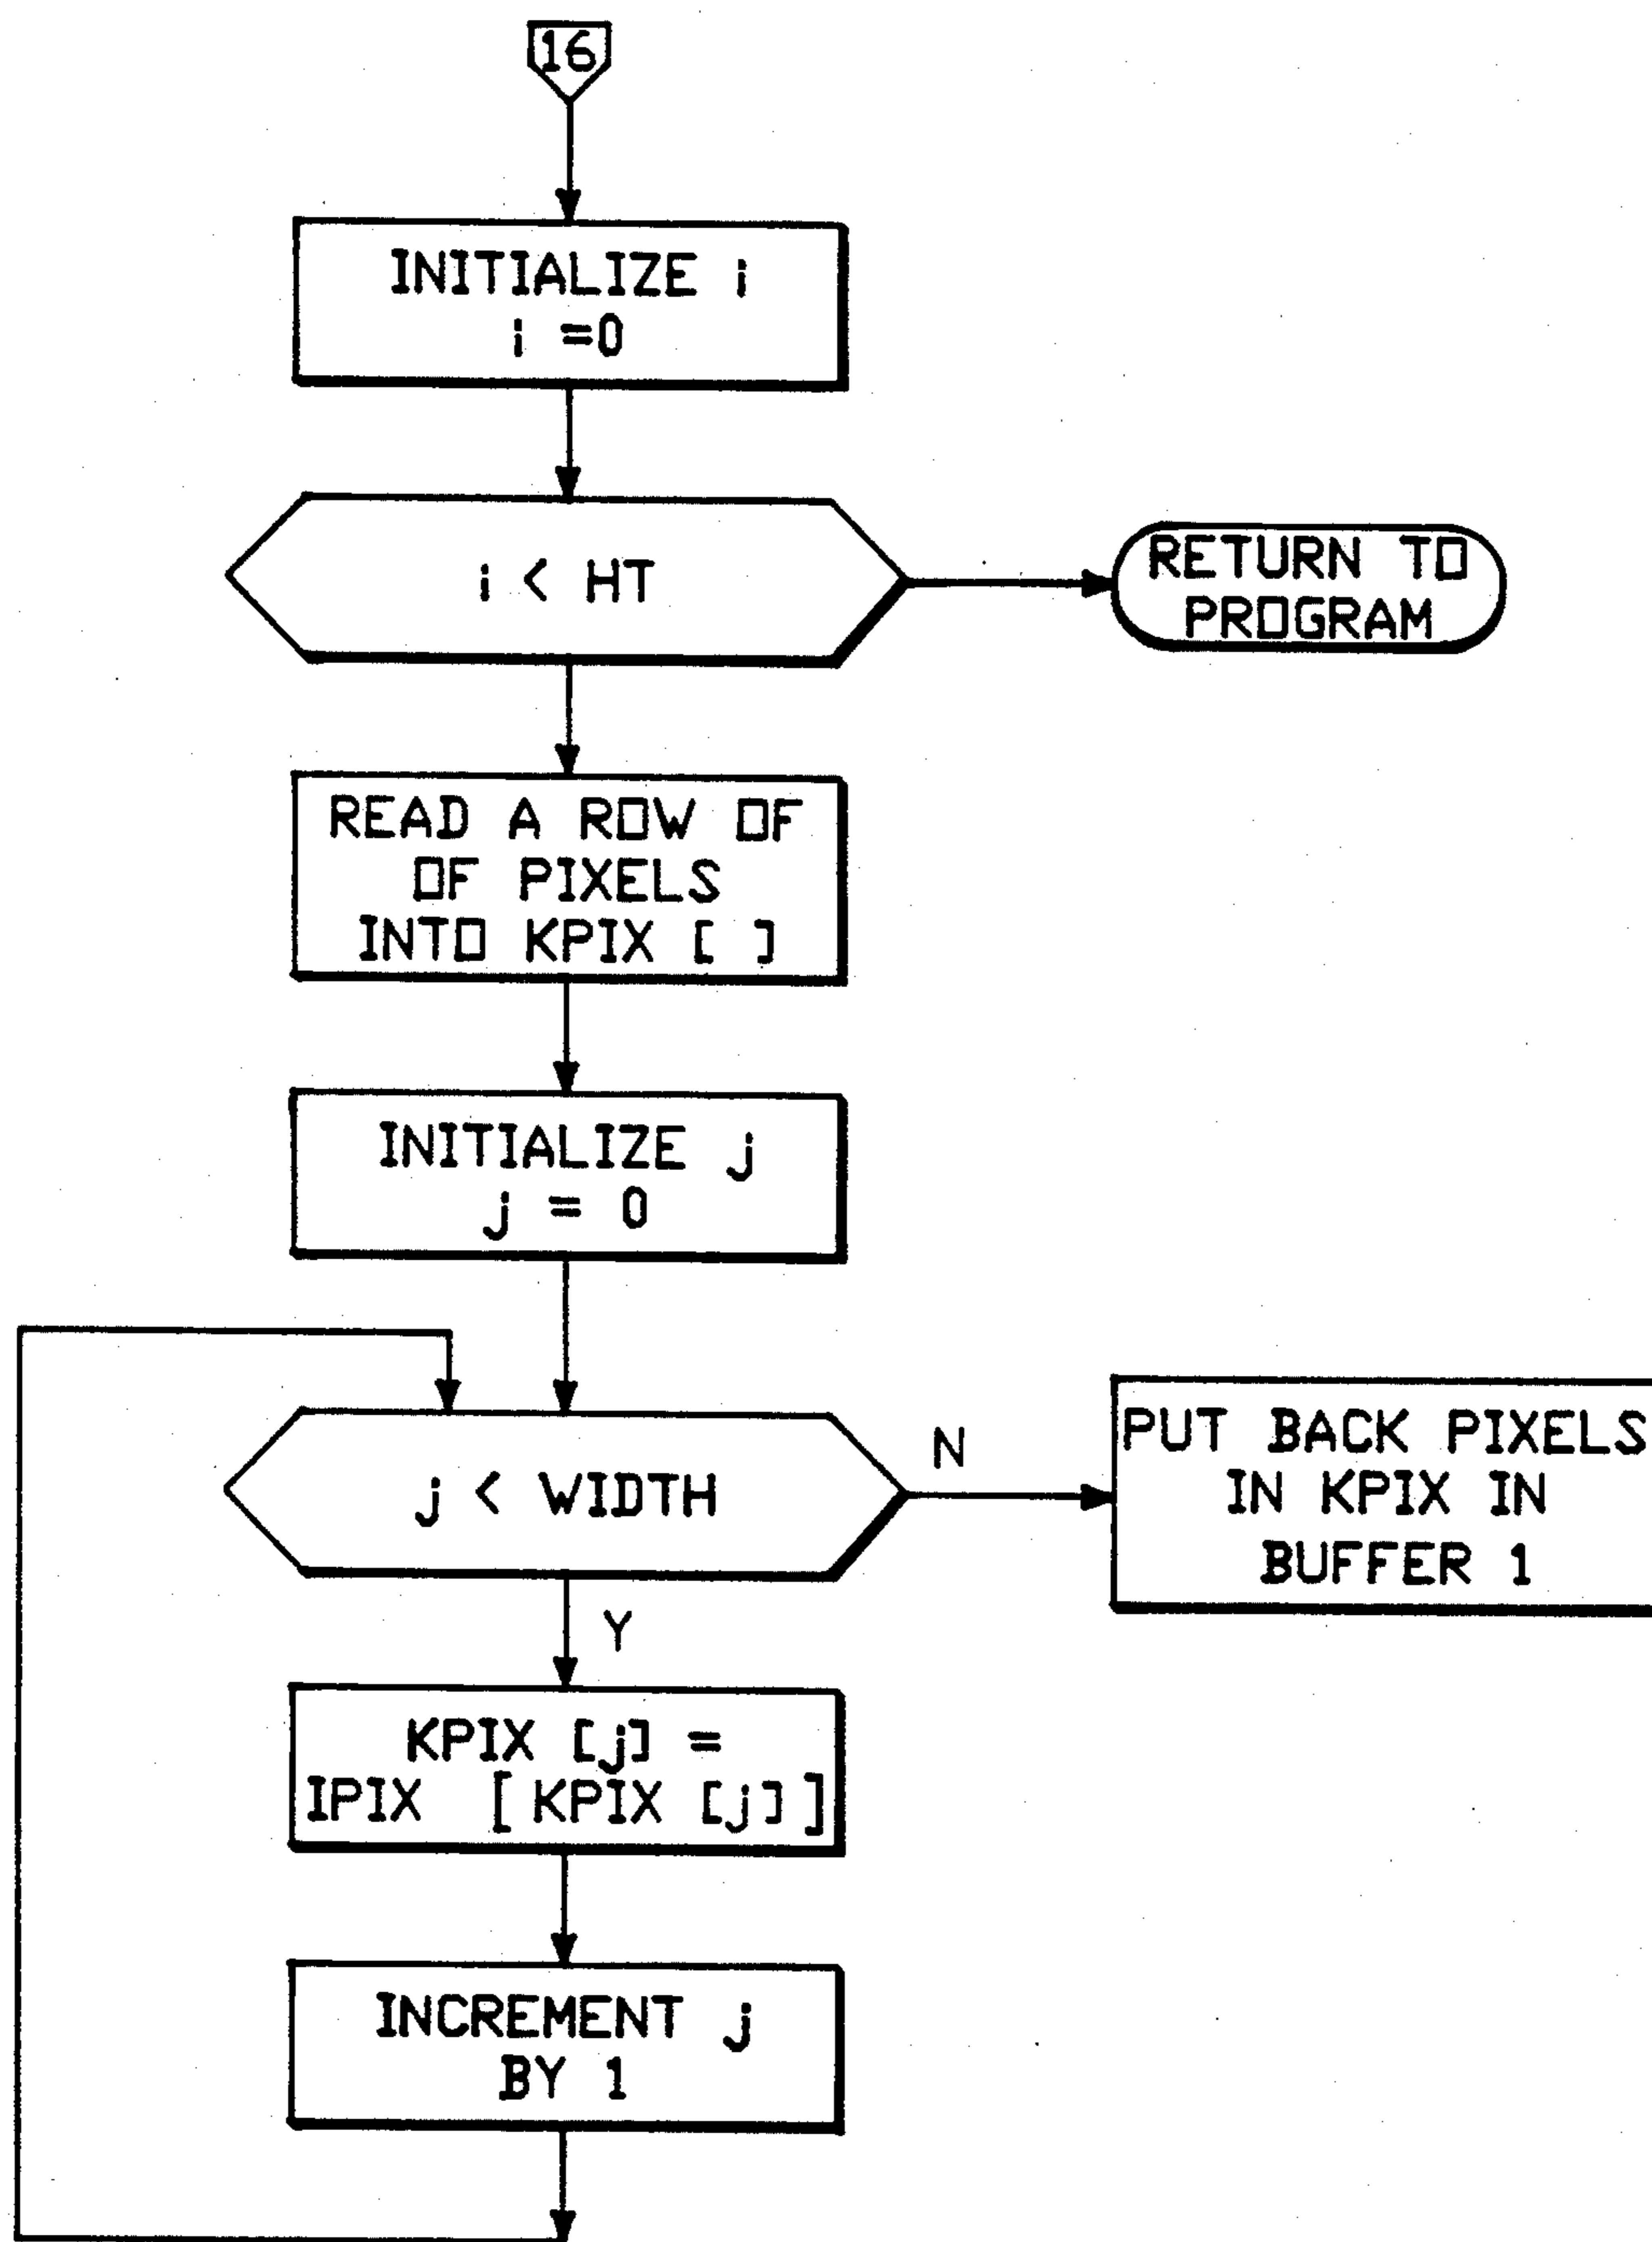 16
INITIALIZE i
i =0
i < HT
RETURN TO
PROGRAM
READ A ROW OF
OF PIXELS
INTO KPIX [ ]
INITIALIZE j
j = 0
j < WIDTH
N
PUT BACK PIXELS
IN KPIX IN
BUFFER 1
Y
KPIX [j] =
IPIX [ KPIX [j] ]
INCREMENT j
BY 1